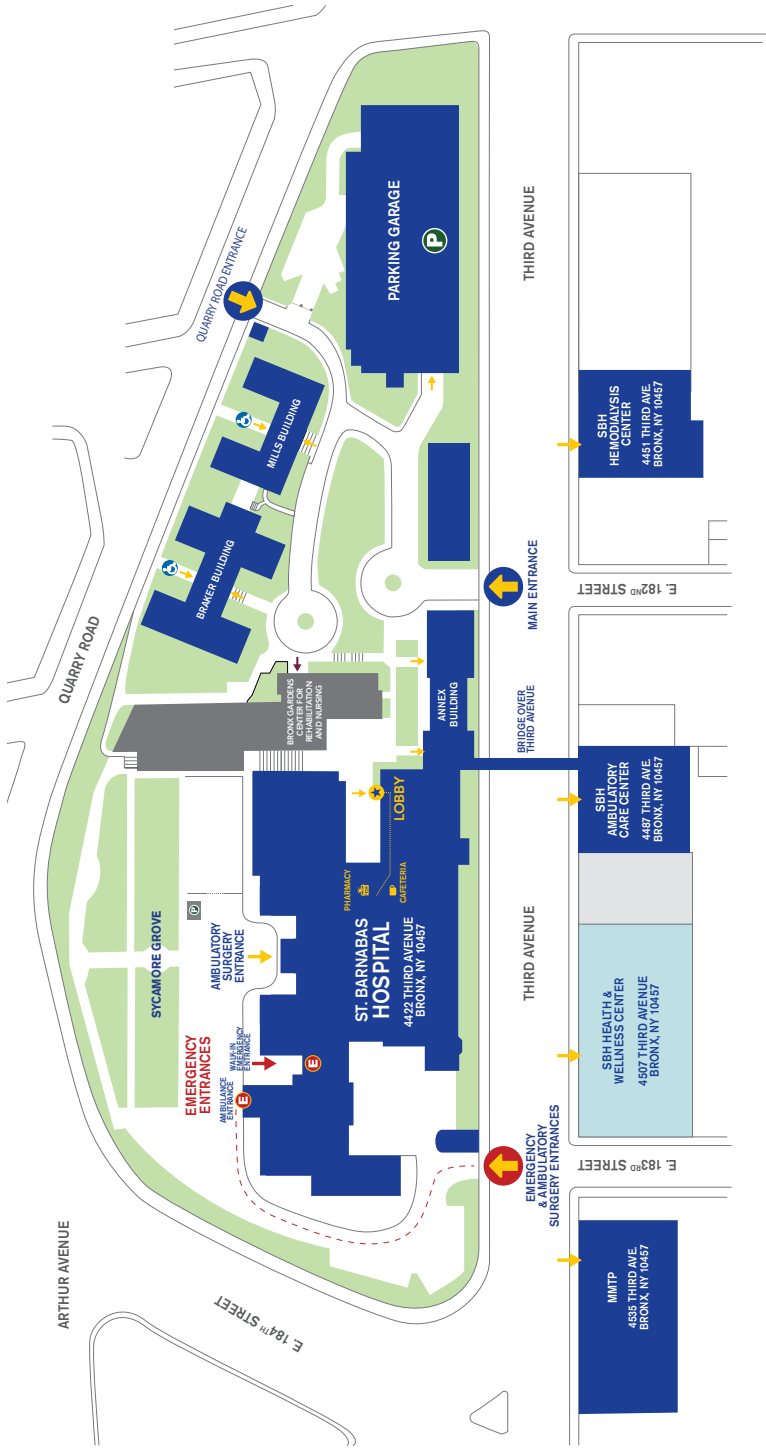 ARTHUR AVENUE
E. 184TH STREET
QUARRY ROAD
QUARRY ROAD ENTRANCE
SYCAMORE GROVE
P
EMERGENCY
ENTRANCES
AMBULANCE
ENTRANCE
E
WALK-IN
EMERGENCY
ENTRANCE
E
AMBULATORY
SURGERY
ENTRANCE
ST. BARNABAS
HOSPITAL
4422 THIRD AVENUE
BRONX, NY 10457
PHARMACY
CAFETERIA
LOBBY
BRONX GARDENS
CENTER FOR
REHABILITATION
AND NURSING
BRAKER BUILDING
MILLS BUILDING
ANNEX
BUILDING
PARKING GARAGE
P
EMERGENCY
& AMBULATORY
SURGERY ENTRANCES
THIRD AVENUE
BRIDGE OVER
THIRD AVENUE
MAIN ENTRANCE
THIRD AVENUE
MMTP
4535 THIRD AVE.
BRONX, NY 10457
E. 183RD STREET
SBH HEALTH &
WELLNESS CENTER
4507 THIRD AVENUE
BRONX, NY 10457
SBH
AMBULATORY
CARE CENTER
4487 THIRD AVE.
BRONX, NY 10457
E. 182ND STREET
SBH
HEMODIALYSIS
CENTER
4451 THIRD AVE.
BRONX, NY 10457